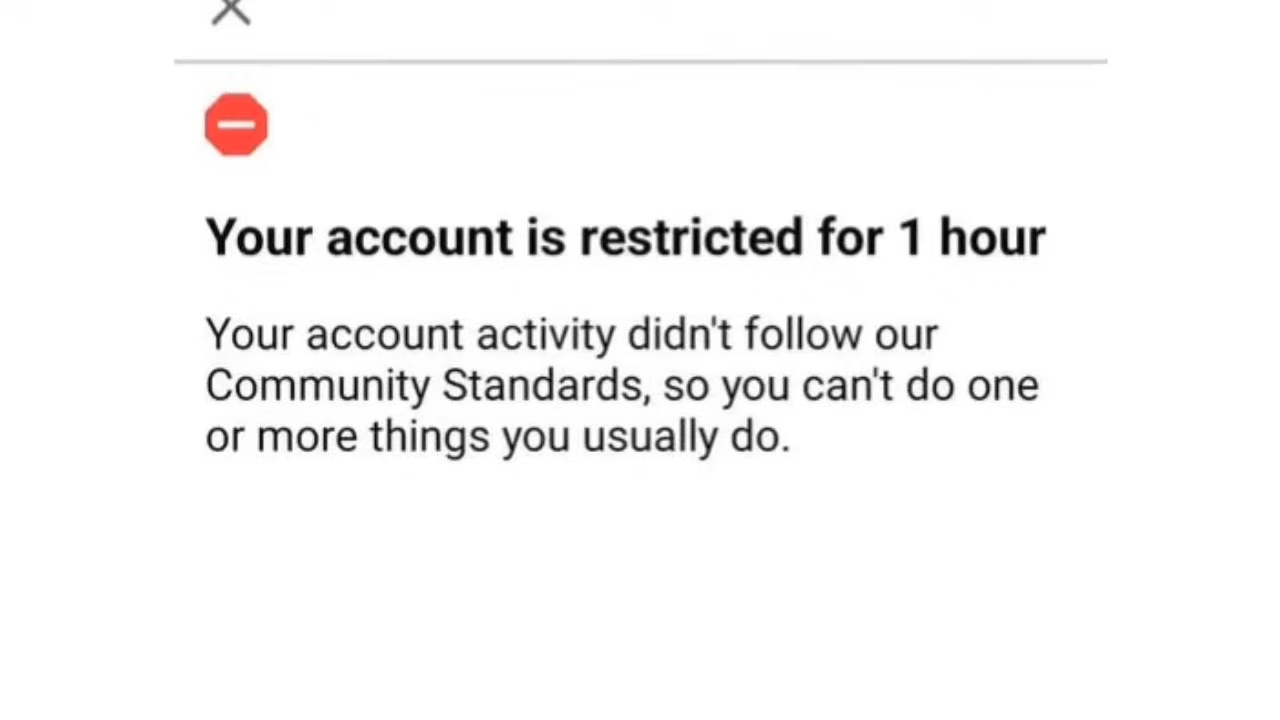 Your account is restricted for 1 hour
Your account activity didn't follow our
Community Standards, so you can't do one
or more things you usually do.